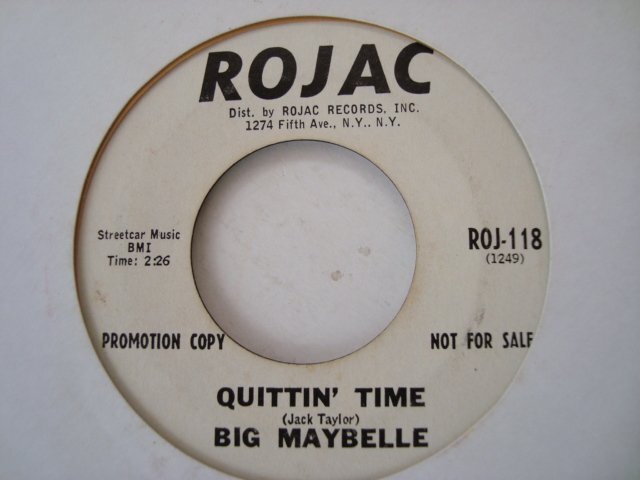 ROJAC
Dist. by ROJAC RECORDS, INC.
1274 Fifth Ave., N.Y., N.Y.
Streetcar Music
BMI
Time: 2:26
ROJ-118
(1249)
PROMOTION COPY
NOT FOR SALE
QUITTIN' TIME
(Jack Taylor)
BIG MAYBELLE